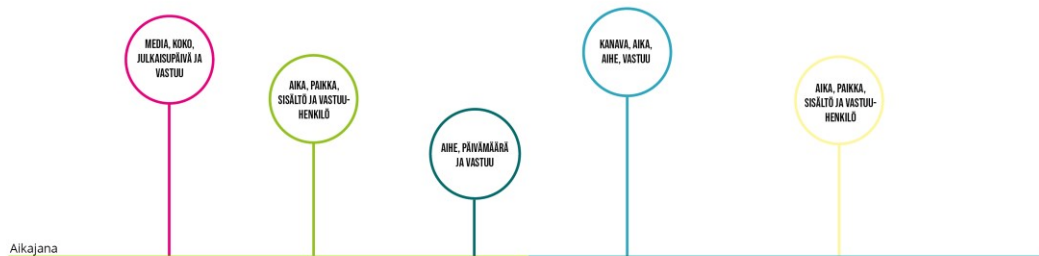 MEDIA, KOKO,
JULKAISUPÄIVÄ JA
VASTUU
AIKA, PAIKKA,
SISÄLTÖ JA VASTUU-
HENKILÖ
AIHE, PÄIVÄMÄÄRÄ
JA VASTUU
KANAVA, AIKA,
AIHE, VASTUU
AIKA, PAIKKA,
SISÄLTÖ JA VASTUU-
HENKILÖ
Aikajana